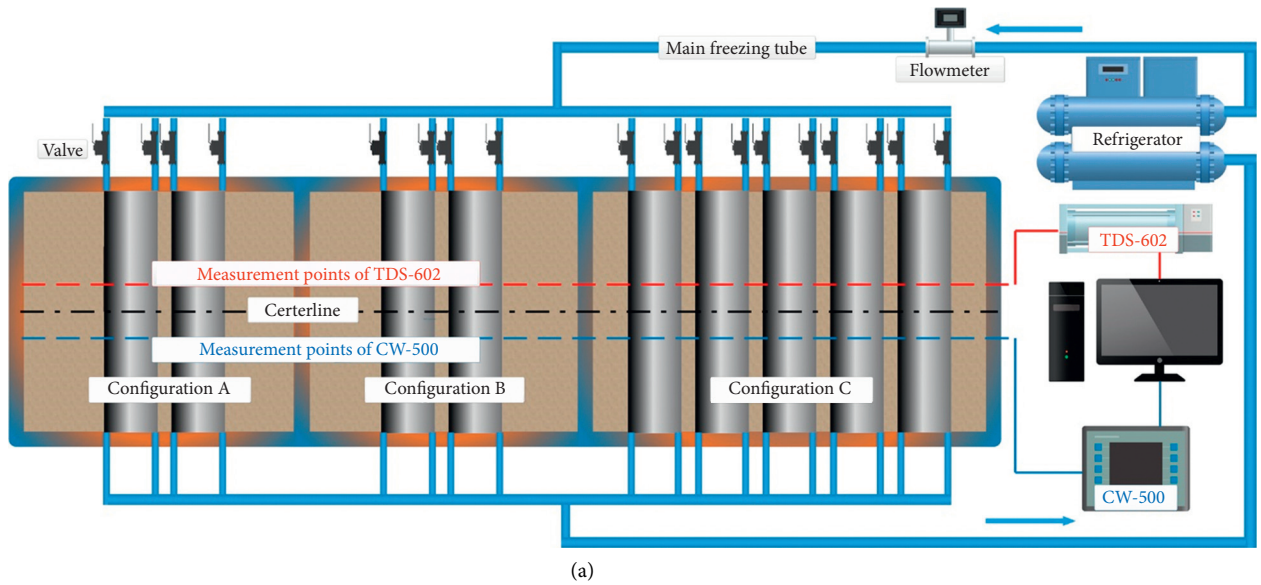 Main freezing tube
Flowmeter
Valve
Refrigerator
TDS-602
Measurement points of TDS-602
Certerline
Measurement points of CW-500
Configuration A
Configuration B
Configuration C
CW-500
(a)